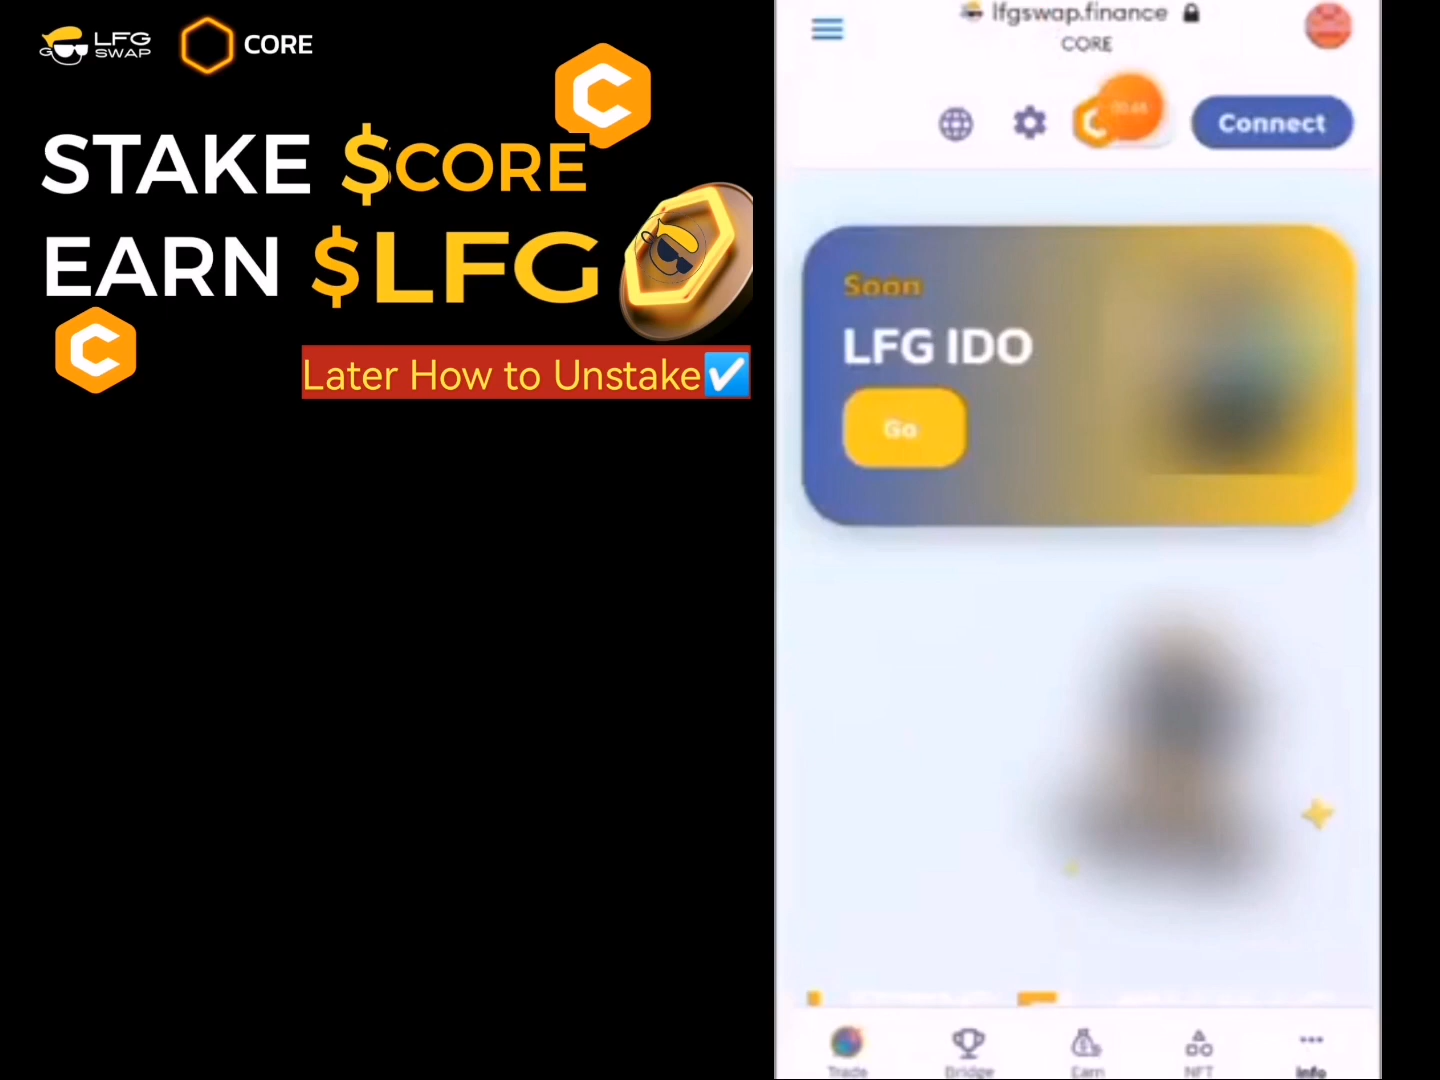 LFG
SWAP
CORE
STAKE $CORE
EARN $LFG
Later How to Unstake
lfgswap.finance
CORE
Connect
Soon
LFG IDO
Go
Trade
Bridge
Earn
NFT
Info